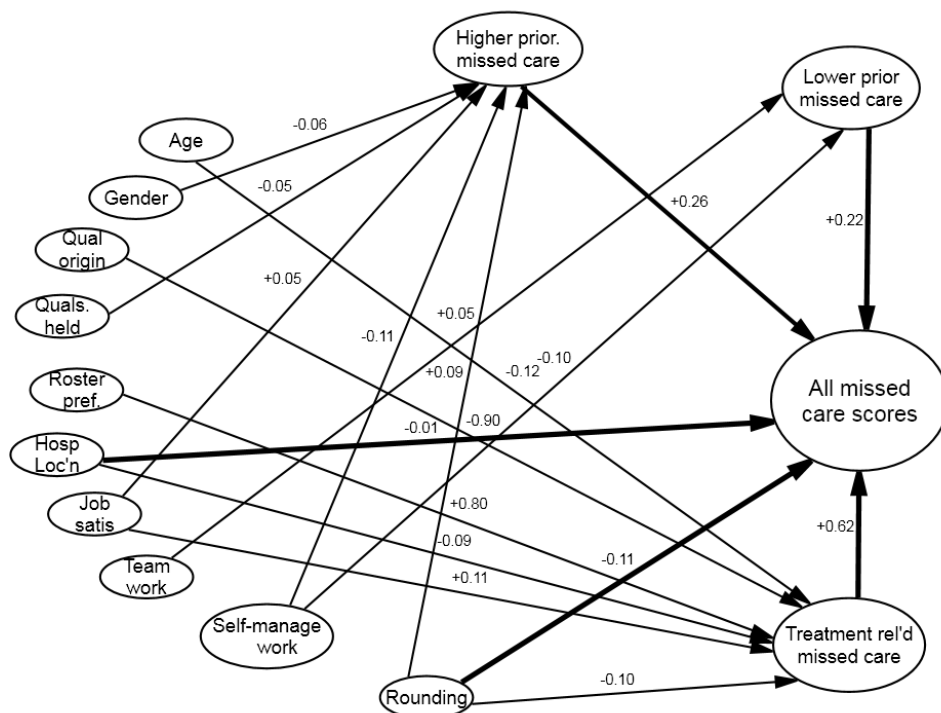 Higher prior.
missed care
Lower prior
missed care
-0.06
Age
-0.05
Gender
+0.26
+0.22
Qual
origin
+0.05
Quals.
held
+0.05
-0.11
-0.10
-0.12
+0.09
Roster
pref.
All missed
care scores
-0.90
-0.01
Hosp
Loc'n
+0.80
Job
satis
+0.62
-0.09
-0.11
Team
work
+0.11
Self-manage
work
Treatment rel'd
missed care
Rounding
-0.10